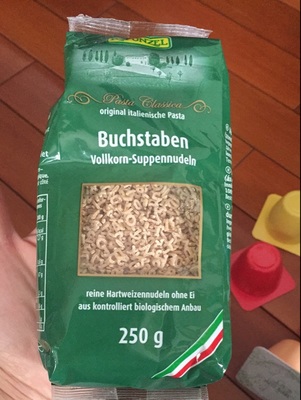 Pasta Classica
original italienische Pasta
Buchstaben
Vollkorn-Suppennudeln
reine Hartweizennudeln ohne Ei
aus kontrolliert biologischem Anbau
250 g